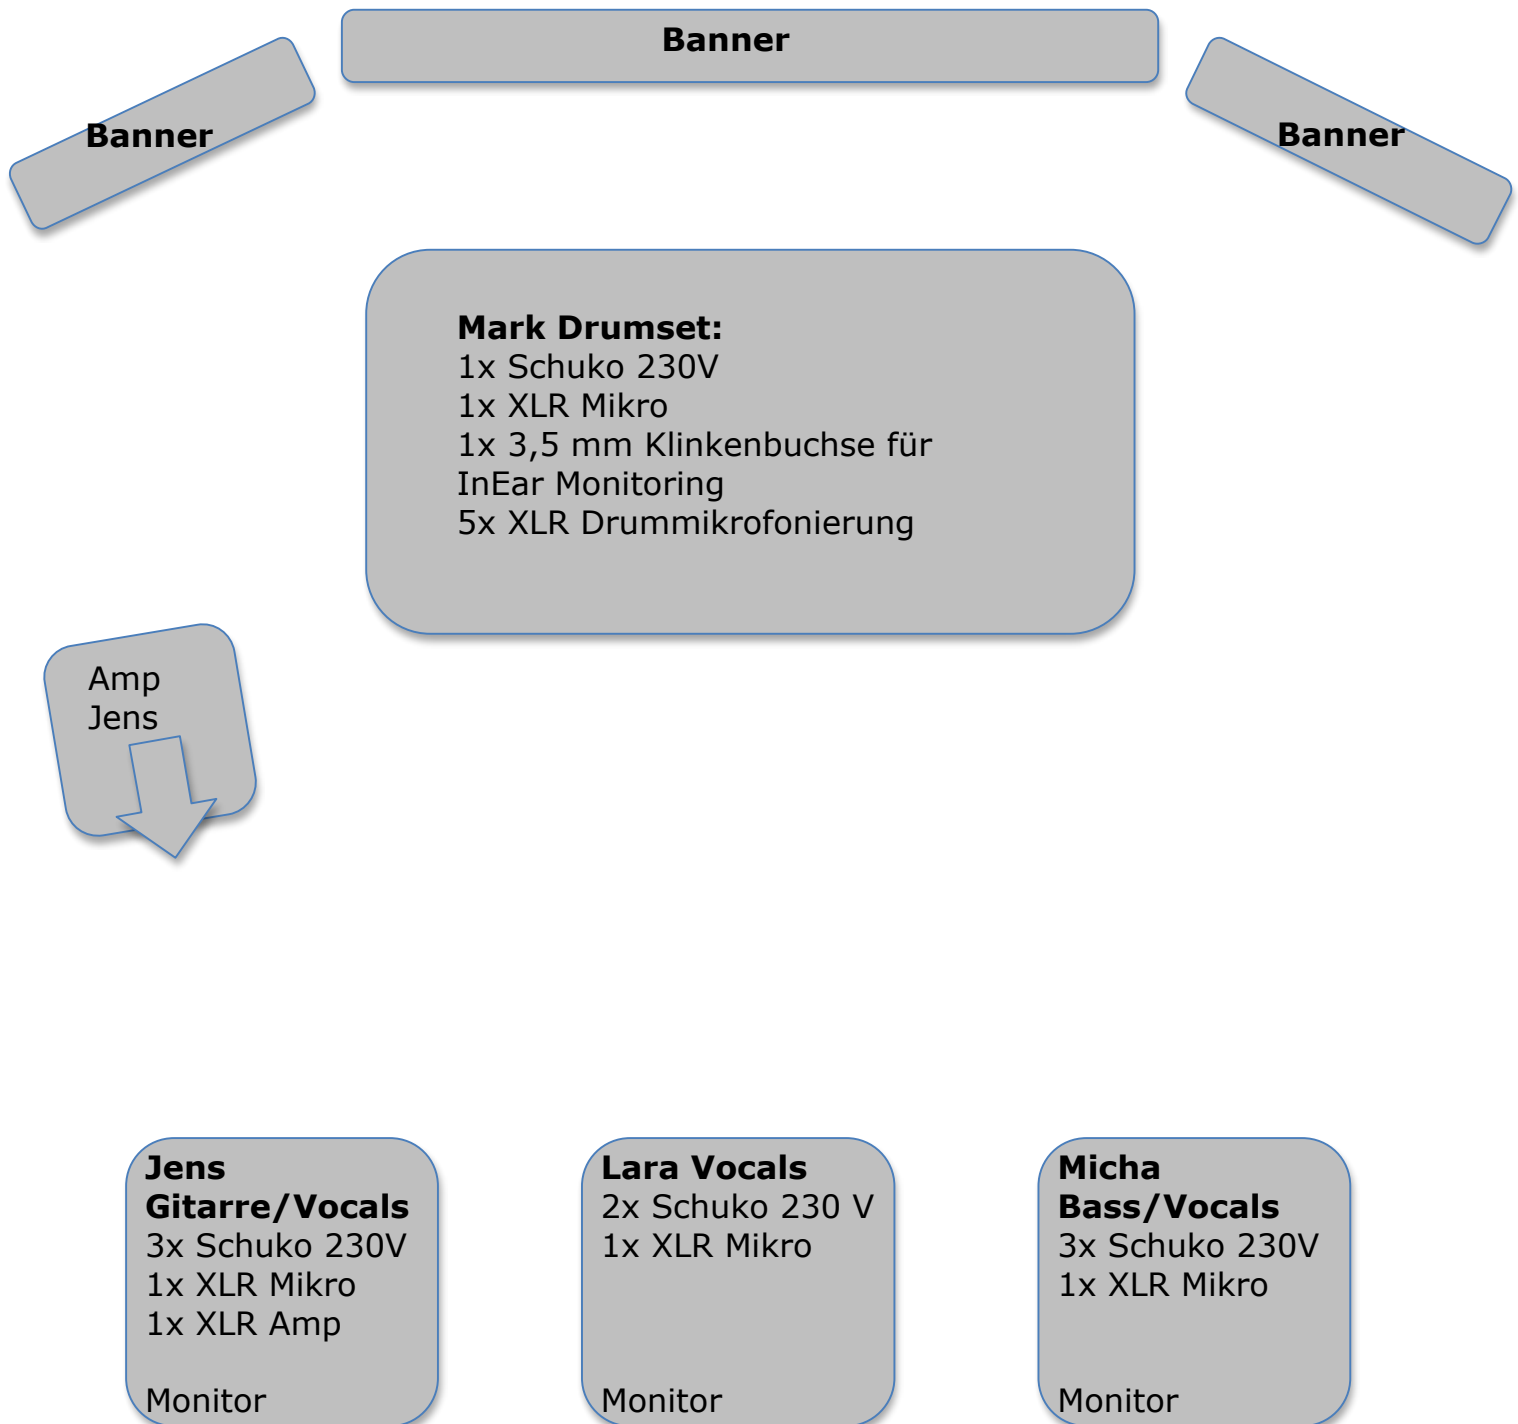 Banner
Banner
Banner
Mark Drumset:
1x Schuko 230V
1x XLR Mikro
1x 3,5 mm Klinkenbuchse für
InEar Monitoring
5x XLR Drummikrofonierung
Amp
Jens
Jens
Gitarre/Vocals
3x Schuko 230V
1x XLR Mikro
1x XLR Amp
Monitor
Lara Vocals
2x Schuko 230 V
1x XLR Mikro
Monitor
Micha
Bass/Vocals
3x Schuko 230V
1x XLR Mikro
Monitor